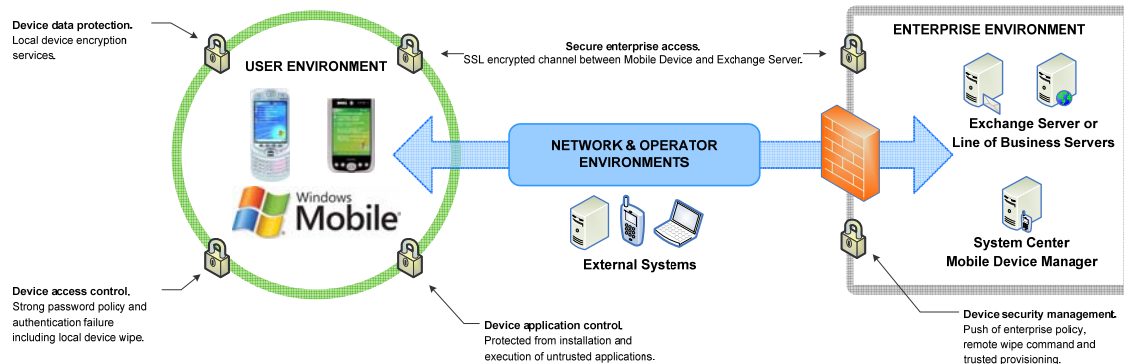 Device data protection.
Local device encryption
services.
USER ENVIRONMENT
Secure enterprise access.
SSL encrypted channel between Mobile Device and Exchange Server.
ENTERPRISE ENVIRONMENT
Exchange Server or
Line of Business Servers
NETWORK & OPERATOR
ENVIRONMENTS
Windows
Mobile
External Systems
System Center
Mobile Device Manager
Device access control.
Strong password policy and
authentication failure
including local device wipe.
Device application control.
Protected from installation and
execution of untrusted applications.
Device security management.
Push of enterprise policy,
remote wipe command and
trusted provisioning.